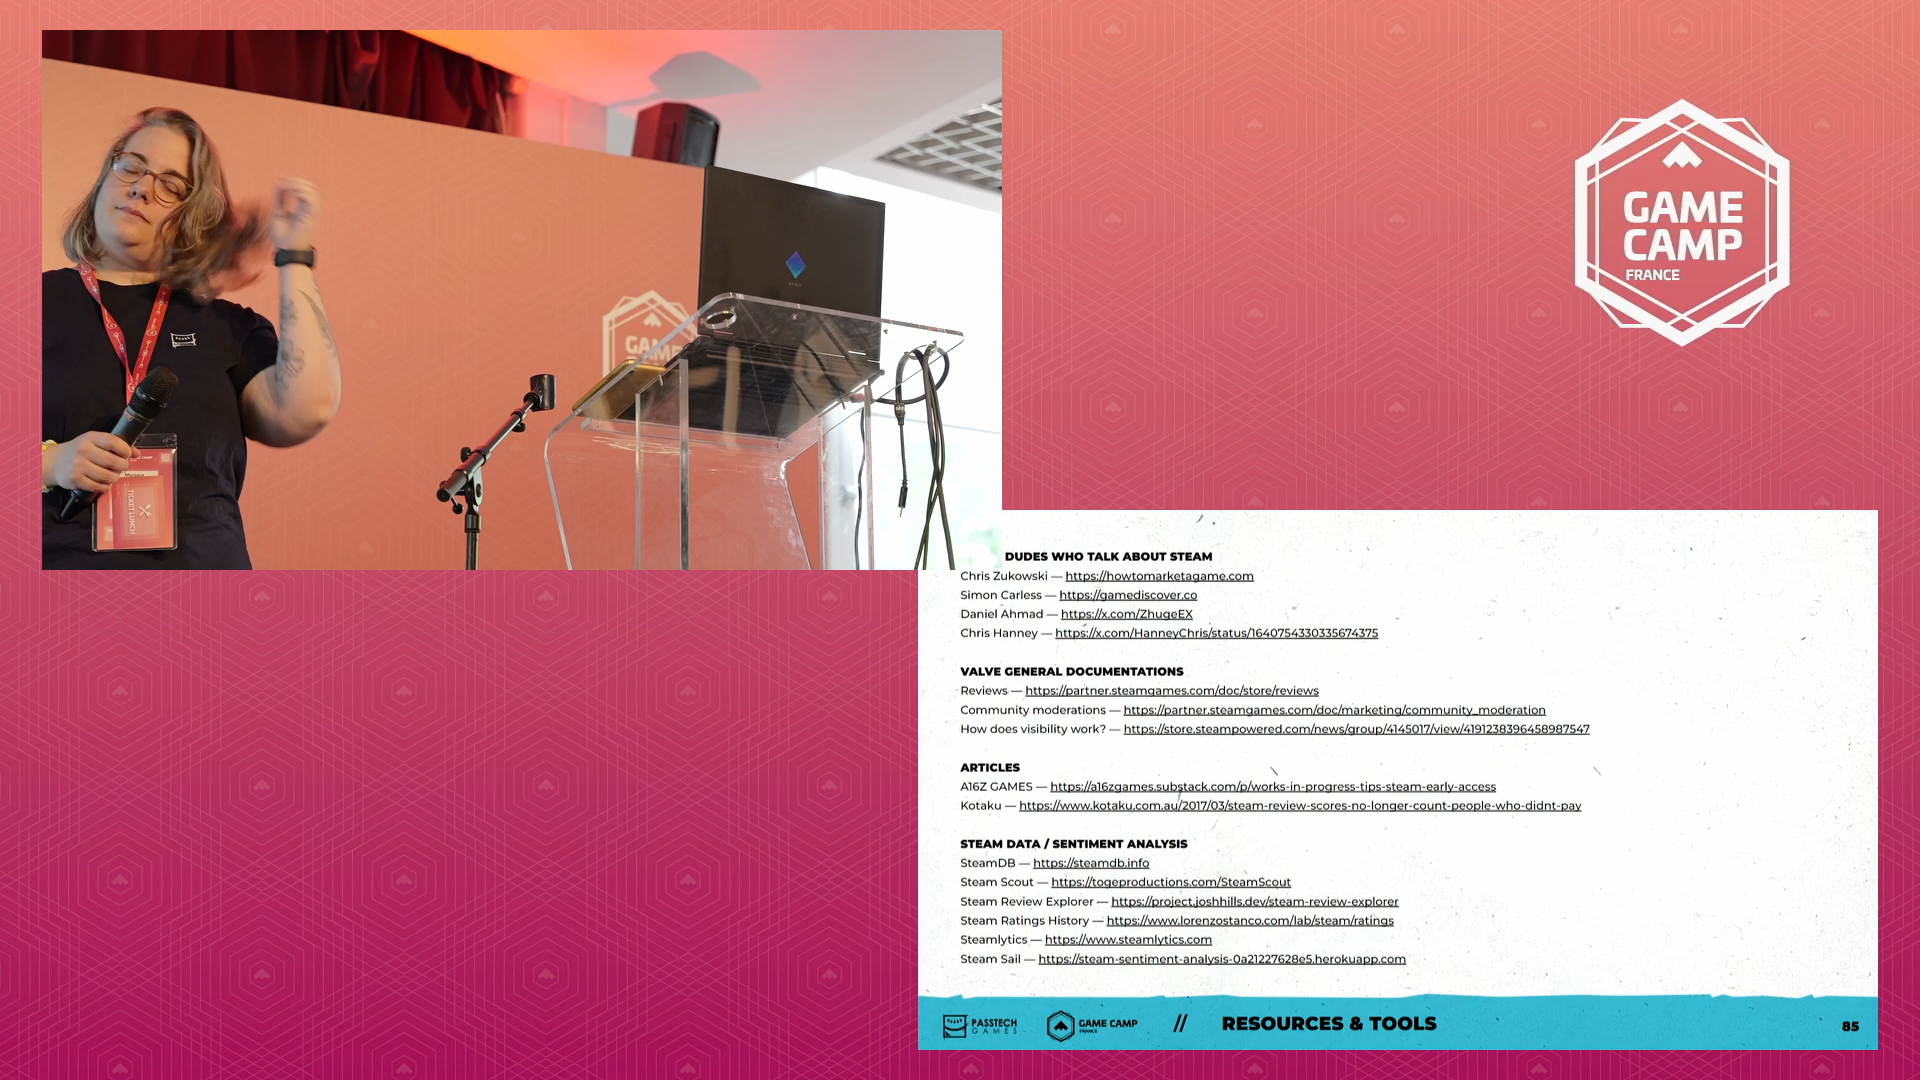 GAME
CAMP
FRANCE
GAM
TICKET LUNCH
DUDES WHO TALK ABOUT STEAM
Chris Zukowski — https://howtomarketagame.com
Simon Carless — https://gamediscover.co
Daniel Ahmad — https://x.com/ZhugeEX
Chris Hanney — https://x.com/HanneyChris/status/1640754330335674375
VALVE GENERAL DOCUMENTATIONS
Reviews — https://partner.steamgames.com/doc/store/reviews
Community moderations — https://partner.steamgames.com/doc/marketing/community_moderation
How does visibility work? — https://store.steampowered.com/news/group/4145017/view/4191238396458987547
ARTICLES
A16Z GAMES — https://a16zgames.substack.com/p/works-in-progress-tips-steam-early-access
Kotaku — https://www.kotaku.com.au/2017/03/steam-review-scores-no-longer-count-people-who-didnt-pay
STEAM DATA / SENTIMENT ANALYSIS
SteamDB — https://steamdb.info
Steam Scout — https://togeproductions.com/SteamScout
Steam Review Explorer — https://project.joshhills.dev/steam-review-explorer
Steam Ratings History — https://www.lorenzostanco.com/lab/steam/ratings
Steamlytics — https://www.steamlytics.com
Steam Sail — https://steam-sentiment-analysis-0a21227628e5.herokuapp.com
PASSTECH
GAMES
GAME CAMP
FRANCE
// RESOURCES & TOOLS
85